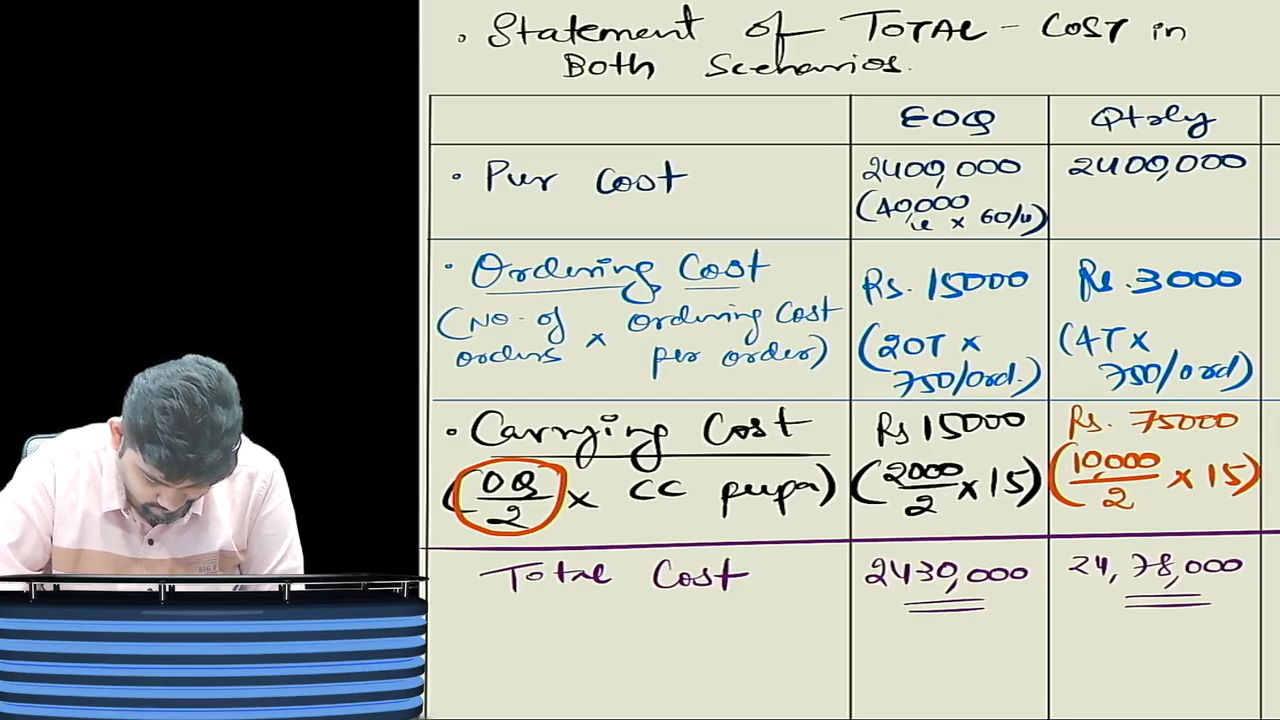 . Statement of TOTAL - COST in
Both Scenarios.
EOQ
Qtrly
. Pur Cost
2400,000
(40,000
u x 60/u)
2400,000
. Ordering Cost
(NO. of orders x ordering cost per order)
Rs. 15000
(20T x
750/ord.)
Rs. 3000
(4T x
750/ord)
. Carrying Cost
(OQ/2 x CC pupa)
Rs 15000
(2000/2 x 15)
Rs. 75000
(10,000/2 x 15)
Total Cost
2430,000
24,78,000